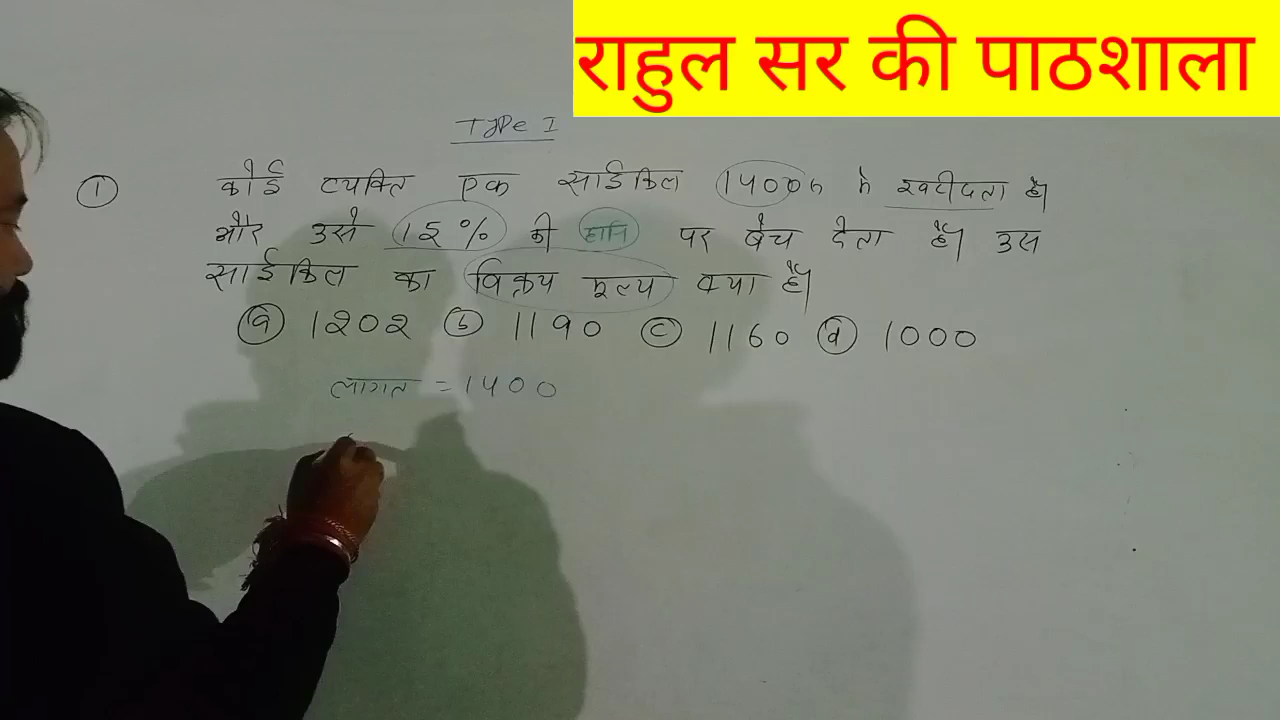 राहुल सर की पाठशाला
Type I
① कोई व्यक्ति एक साईकिल 1400 में खरीदता है।
और उसे 15% की हानि पर बेच देता है। उस
साईकिल का विक्रय मूल्य क्या है।
ⓐ 1202 ⓑ 1190 ⓒ 1160 ⓓ 1000
लागत = 1400